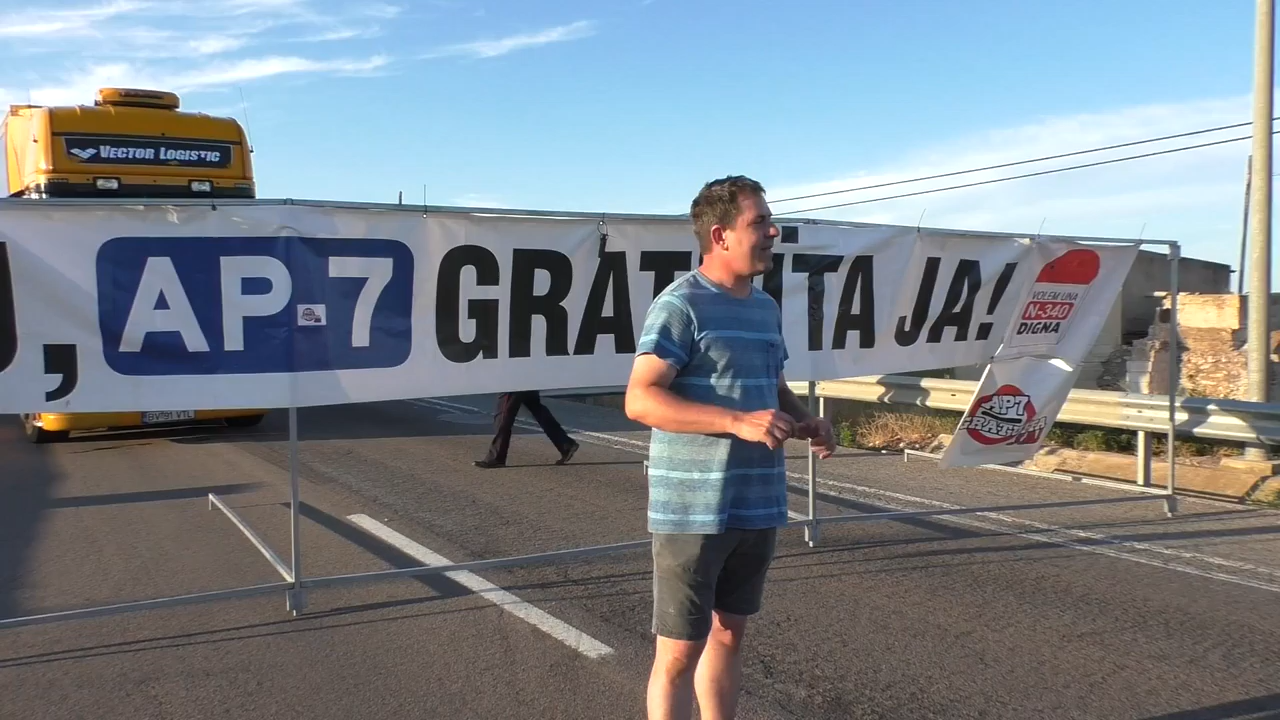 VECTOR LOGISTIC
, AP-7 GRATUÏTA JA!
VOLEM UNA
N-340
DIGNA
AP7
GRATUÏTA